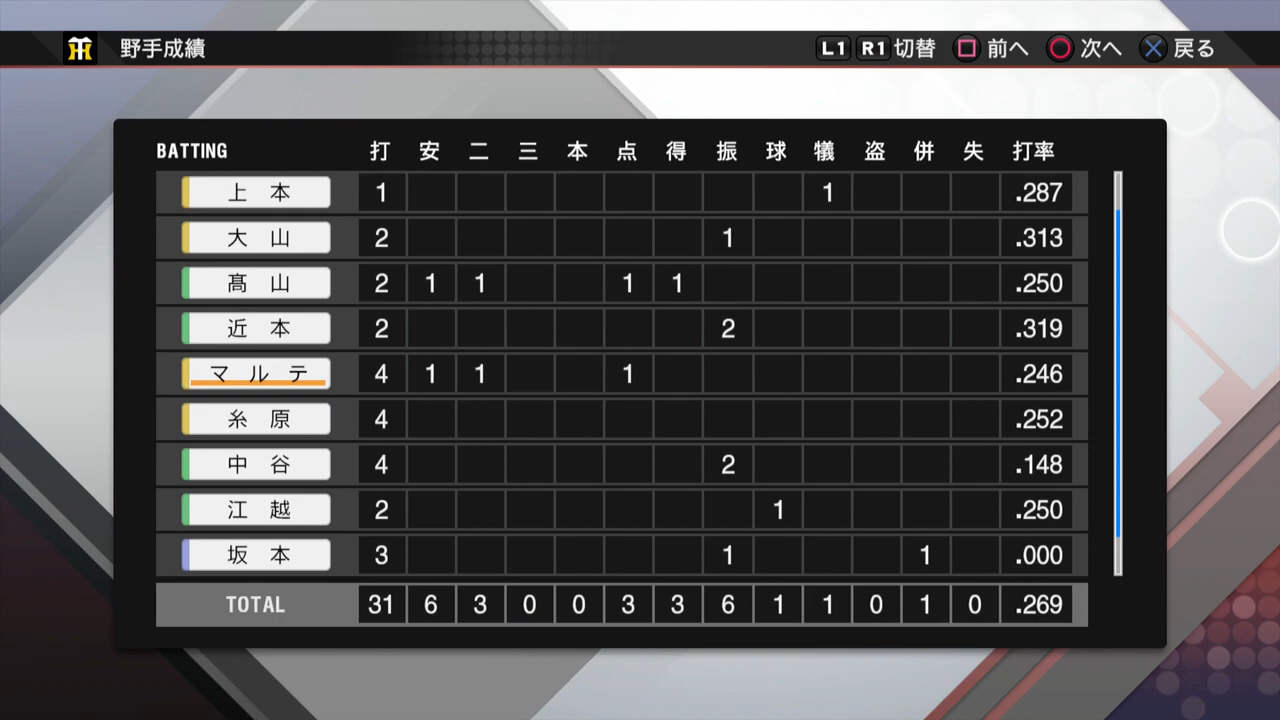 野手成績 L1 R1 切替 前へ 次へ 戻る
BATTING 打 安 二 三 本 点 得 振 球 犠 盗 併 失 打率
上本 1 1 .287
大山 2 1 .313
髙山 2 1 1 1 1 .250
近本 2 2 .319
マルテ 4 1 1 1 .246
糸原 4 .252
中谷 4 2 .148
江越 2 1 .250
坂本 3 1 1 .000
TOTAL 31 6 3 0 0 3 3 6 1 1 0 1 0 .269